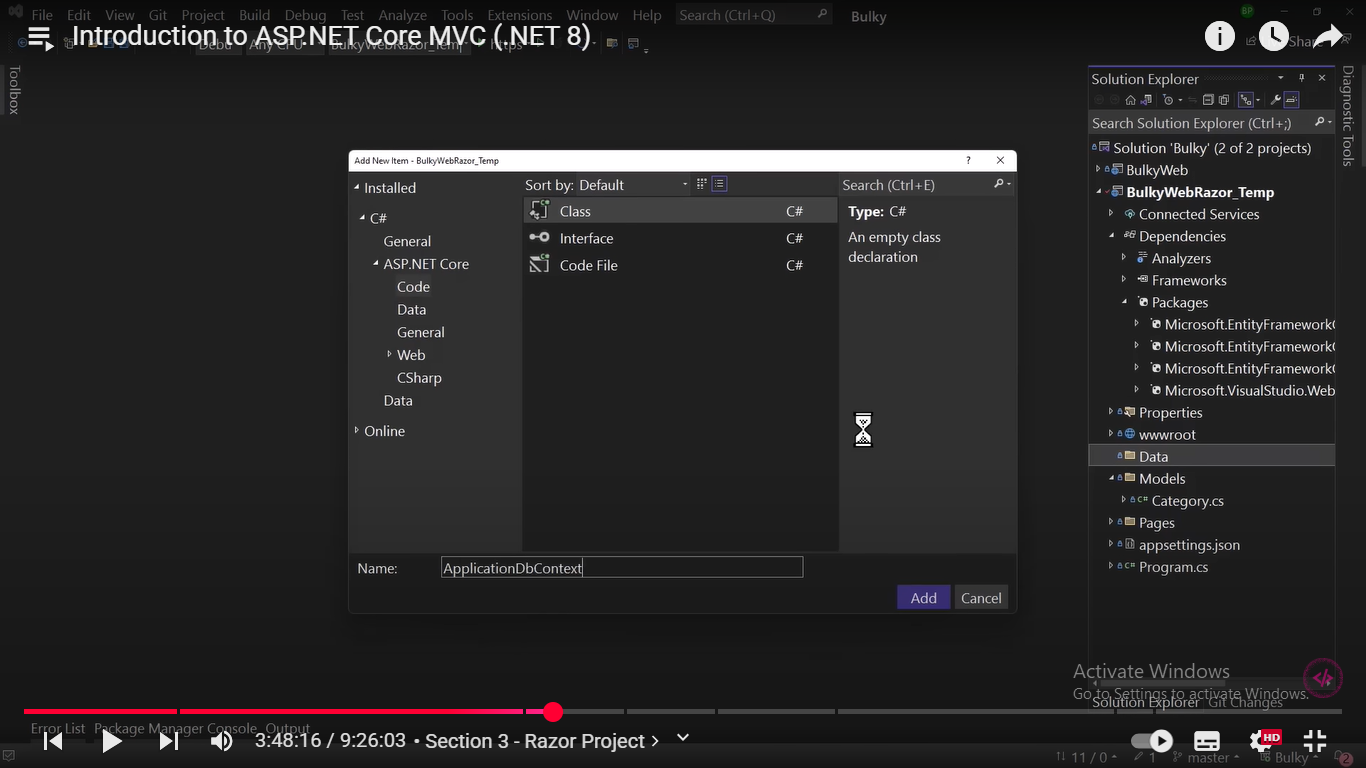 File Edit View Git Project Build Debug Test Analyze Tools Extensions Window Help Search (Ctrl+Q) Bulky BP
Introduction to ASP.NET Core MVC (.NET 8)
Debu Any CPU BulkyWebRazor_Temp https Share
Toolbox
Diagnostic Tools
Solution Explorer
Search Solution Explorer (Ctrl+;)
Solution 'Bulky' (2 of 2 projects)
BulkyWeb
BulkyWebRazor_Temp
Connected Services
Dependencies
Analyzers
Frameworks
Packages
Microsoft.EntityFramework
Microsoft.EntityFramework
Microsoft.EntityFramework
Microsoft.VisualStudio.Web
Properties
wwwroot
Data
Models
Category.cs
Pages
appsettings.json
Program.cs
Add New Item - BulkyWebRazor_Temp ?
Installed
C#
General
ASP.NET Core
Code
Data
General
Web
CSharp
Data
Online
Sort by: Default
Class C#
Interface C#
Code File C#
Search (Ctrl+E)
Type: C#
An empty class
declaration
Name: ApplicationDbContext
Add Cancel
Activate Windows
Go to Settings to activate Windows.
Solution Explorer Git Changes
Error List Package Manager Console Output
3:48:16 / 9:26:03 • Section 3 - Razor Project
HD
11 / 0 1 master Bulky 2